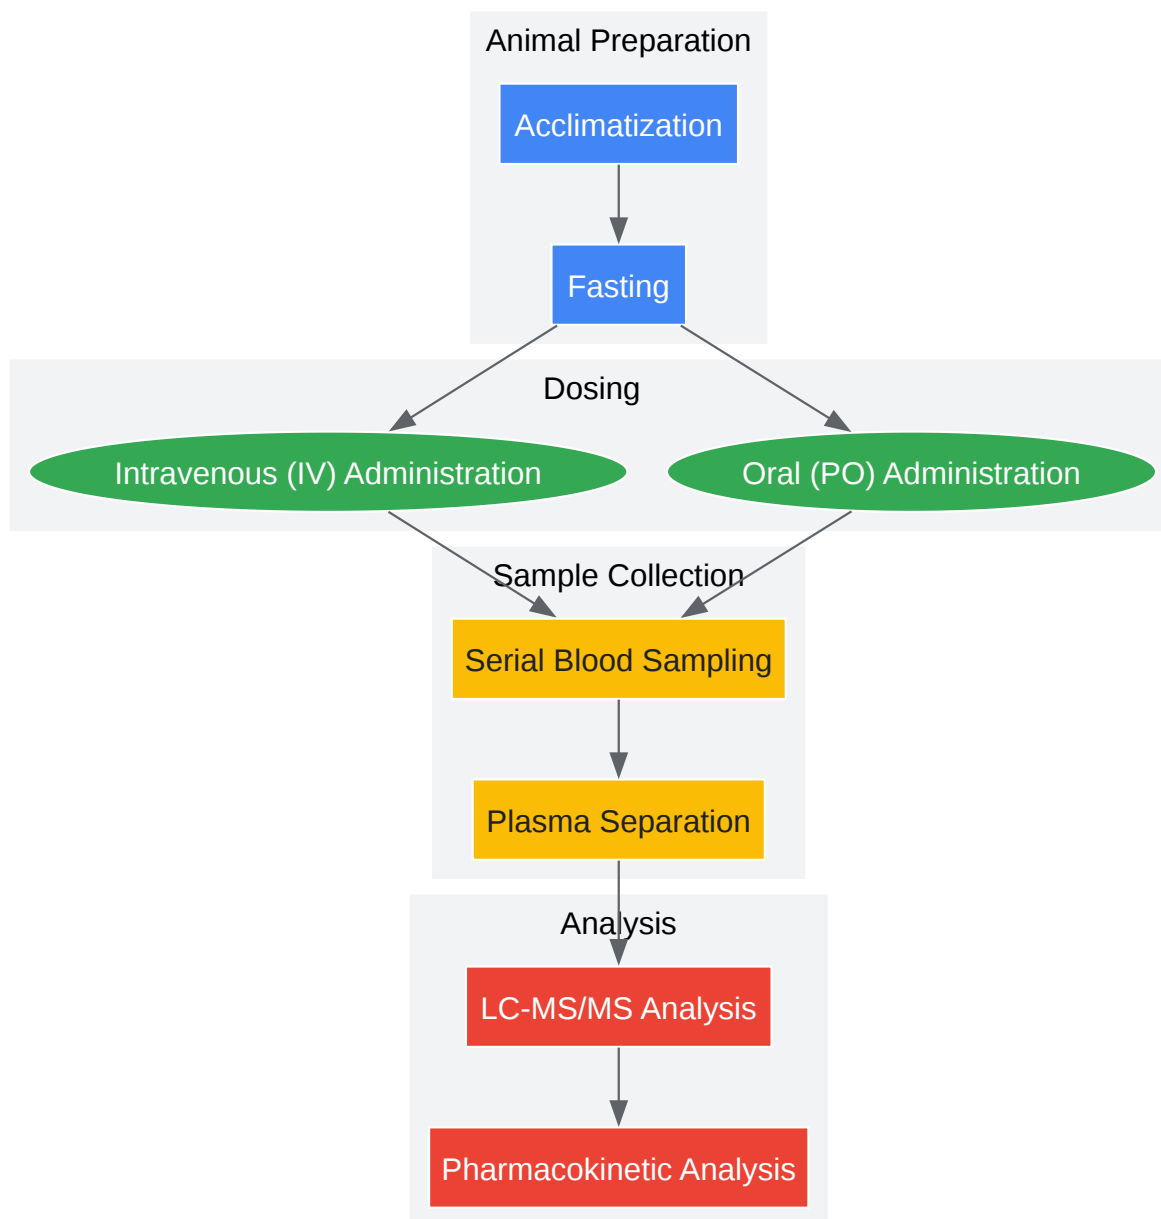 Animal Preparation
Acclimatization
Fasting
Dosing
Intravenous (IV) Administration
Oral (PO) Administration
Sample Collection
Serial Blood Sampling
Plasma Separation
Analysis
LC-MS/MS Analysis
Pharmacokinetic Analysis